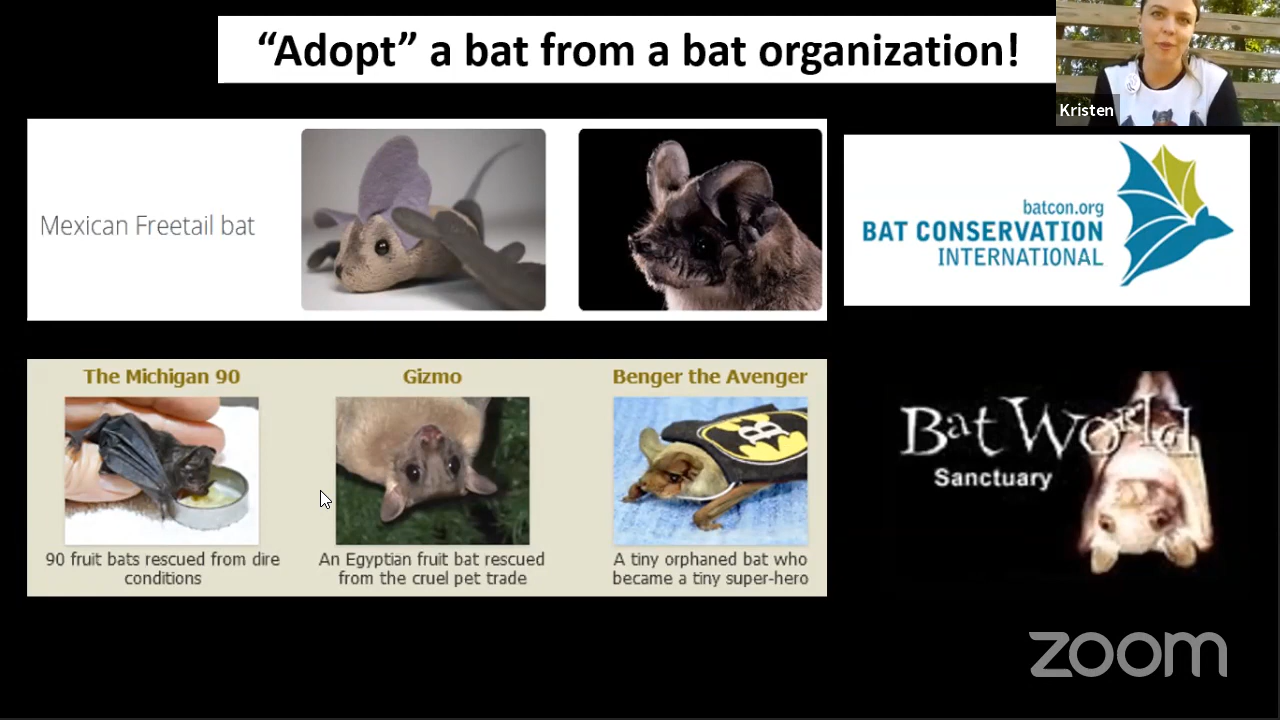 “Adopt” a bat from a bat organization!
Kristen
Mexican Freetail bat
batcon.org
BAT CONSERVATION
INTERNATIONAL
The Michigan 90
90 fruit bats rescued from dire
conditions
Gizmo
An Egyptian fruit bat rescued
from the cruel pet trade
Benger the Avenger
B
A tiny orphaned bat who
became a tiny super-hero
Bat World
Sanctuary
zoom